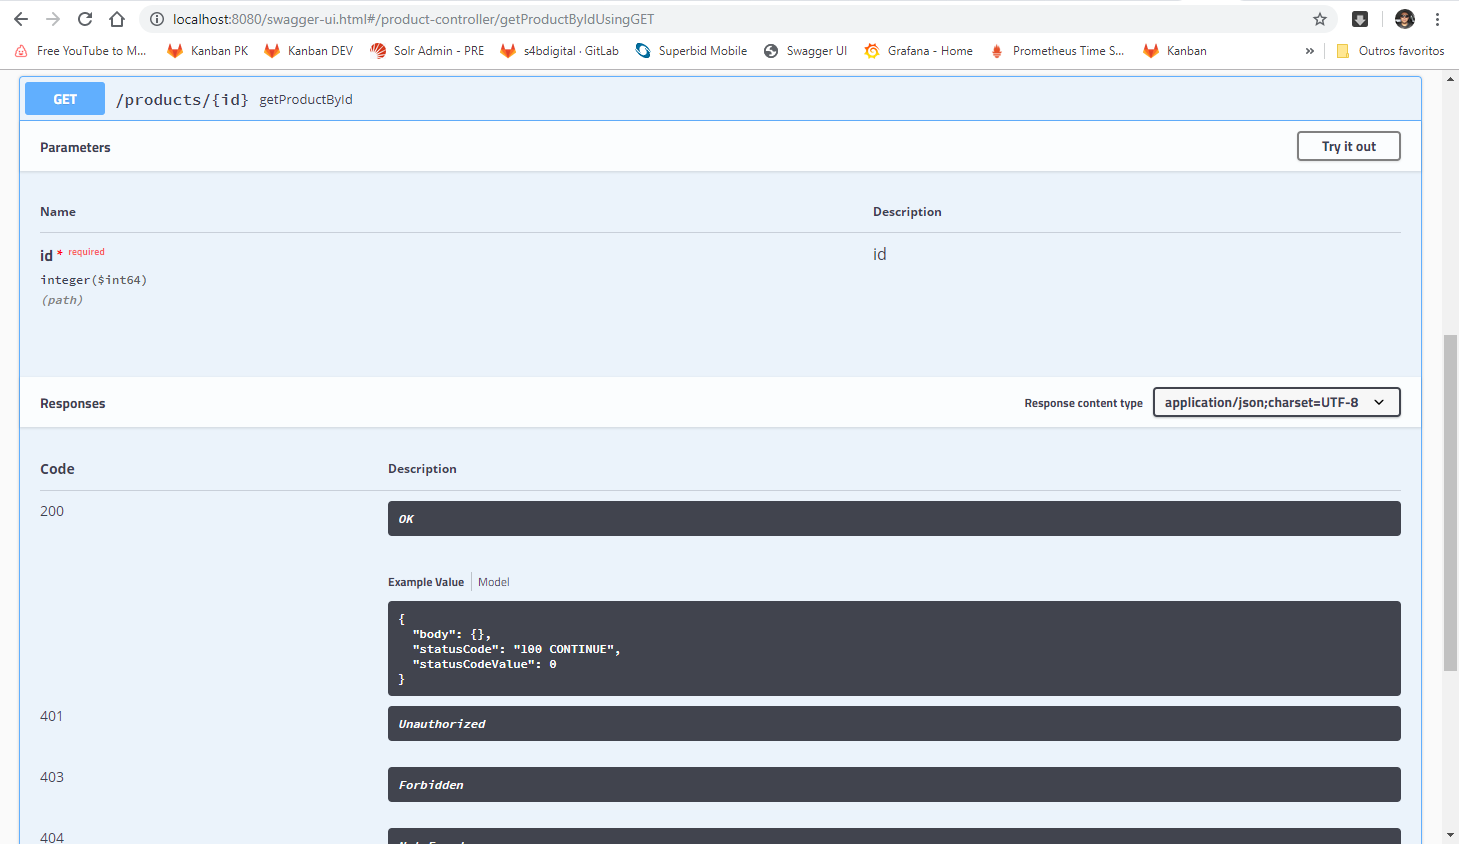 localhost:8080/swagger-ui.html#/product-controller/getProductByIdUsingGET
Free YouTube to M... Kanban PK Kanban DEV Solr Admin - PRE s4bdigital · GitLab Superbid Mobile Swagger UI Grafana - Home Prometheus Time S... Kanban » Outros favoritos
GET /products/{id} getProductById
Parameters Try it out
Name Description
id * required id
integer($int64)
(path)
Responses Response content type application/json;charset=UTF-8
Code Description
200 OK
Example Value Model
{
"body": {},
"statusCode": "100 CONTINUE",
"statusCodeValue": 0
}
401 Unauthorized
403 Forbidden
404